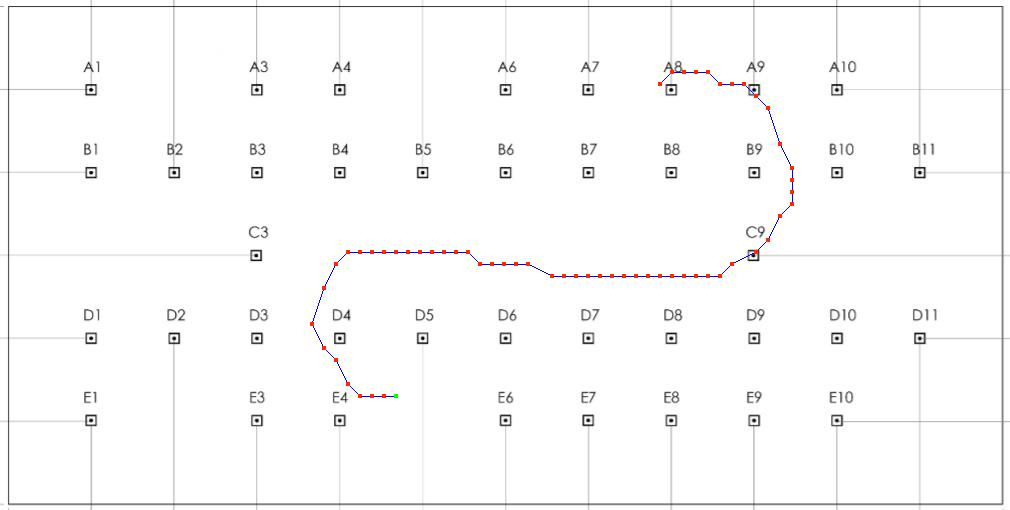 A1 A3 A4 A6 A7 A8 A9 A10
B1 B2 B3 B4 B5 B6 B7 B8 B9 B10 B11
C3 C9
D1 D2 D3 D4 D5 D6 D7 D8 D9 D10 D11
E1 E3 E4 E6 E7 E8 E9 E10